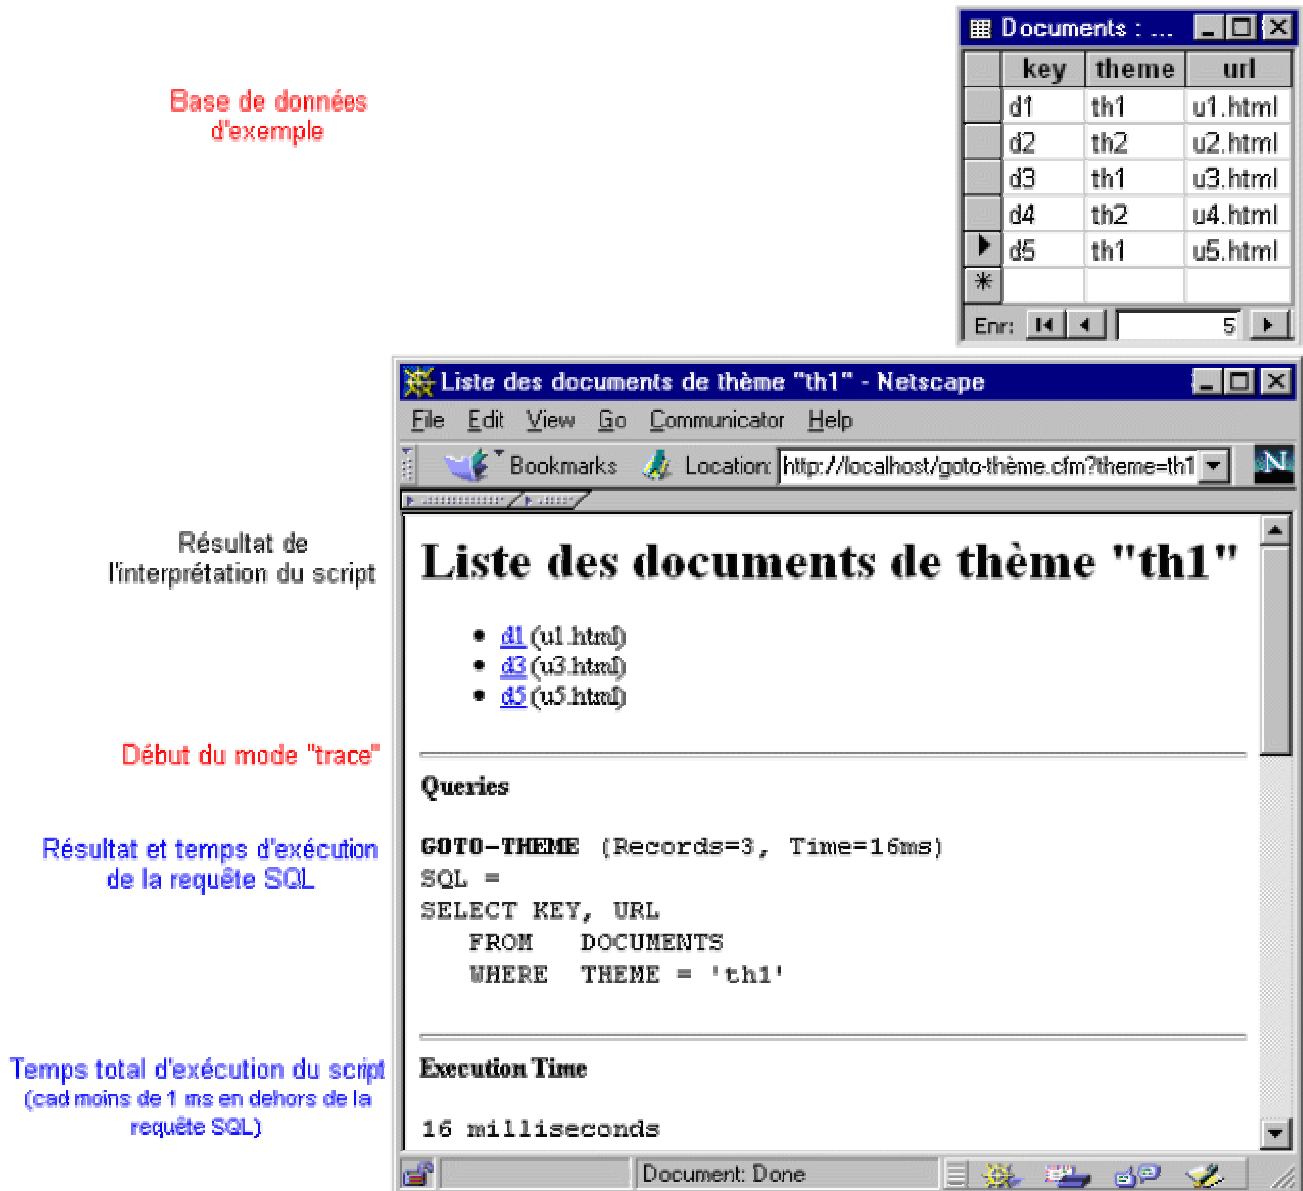 Documents : ...
key theme url
d1 th1 u1.html
d2 th2 u2.html
d3 th1 u3.html
d4 th2 u4.html
d5 th1 u5.html
Enr: 5
Base de données
d'exemple
Liste des documents de thème "th1" - Netscape
File Edit View Go Communicator Help
Bookmarks Location: http://localhost/goto-thème.cfm?theme=th1
N
Résultat de
l'interprétation du script
Liste des documents de thème "th1"
• d1 (u1.html)
• d3 (u3.html)
• d5 (u5.html)
Début du mode "trace"
Queries
Résultat et temps d'exécution
de la requête SQL
GOTO-THEME (Records=3, Time=16ms)
SQL =
SELECT KEY, URL
FROM DOCUMENTS
WHERE THEME = 'th1'
Temps total d'exécution du script
(cad moins de 1 ms en dehors de la
requête SQL)
Execution Time
16 milliseconds
Document: Done